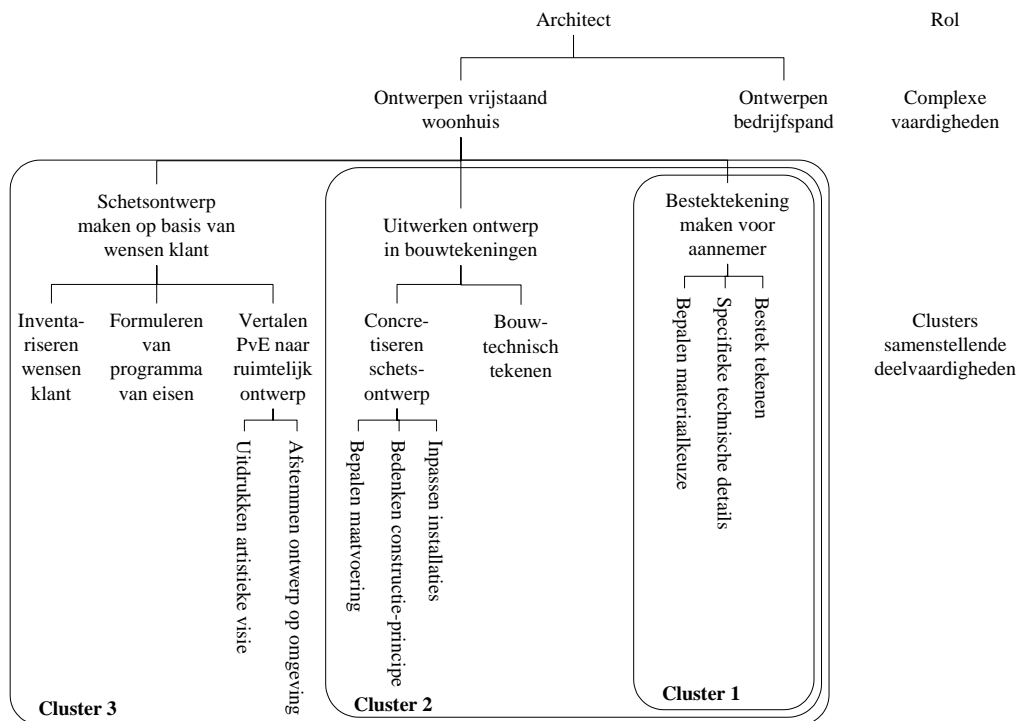 Architect
Rol
Ontwerpen vrijstaand
woonhuis
Ontwerpen
bedrijfspand
Complexe
vaardigheden
Schetsontwerp
maken op basis van
wensen klant
Uitwerken ontwerp
in bouwtekeningen
Bestektekening
maken voor
aannemer
Inventa-
riseren
wensen
klant
Formuleren
van
programma
van eisen
Vertalen
PvE naar
ruimtelijk
ontwerp
Concre-
tiseren
schets-
ontwerp
Bouw-
technisch
tekenen
Bepalen materiaalkeuze
Specifieke technische details
Bestek tekenen
Clusters
samenstellende
deelvaardigheden
Uitdrukken artistieke visie
Afstemmen ontwerp op omgeving
Bepalen maatvoering
Bedenken constructie-principe
Inpassen installaties
Cluster 3
Cluster 2
Cluster 1